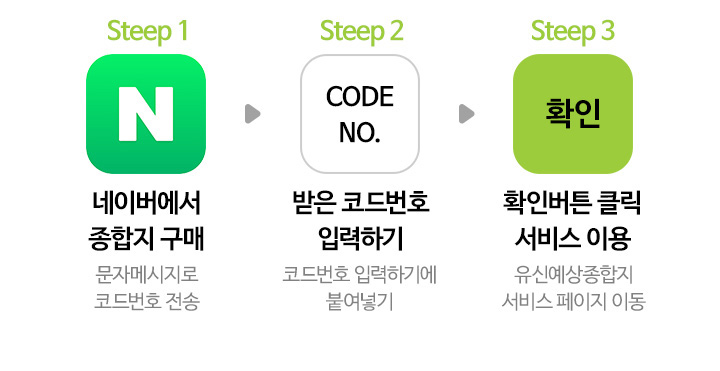 Steep 1
N
네이버에서
종합지 구매
문자메시지로
코드번호 전송
Steep 2
CODE
NO.
받은 코드번호
입력하기
코드번호 입력하기에
붙여넣기
Steep 3
확인
확인버튼 클릭
서비스 이용
유신예상종합지
서비스 페이지 이동